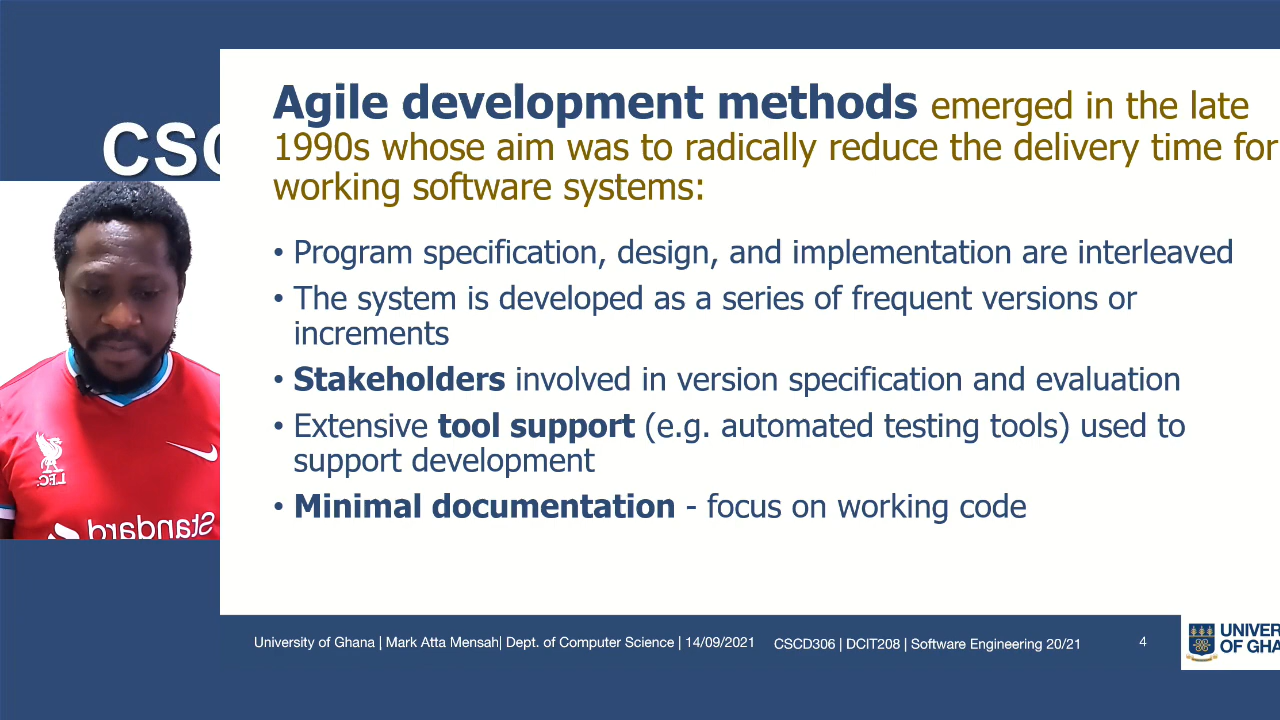 CSC
Agile development methods emerged in the late
1990s whose aim was to radically reduce the delivery time for
working software systems:
• Program specification, design, and implementation are interleaved
• The system is developed as a series of frequent versions or
increments
• Stakeholders involved in version specification and evaluation
• Extensive tool support (e.g. automated testing tools) used to
support development
• Minimal documentation - focus on working code
L.F.C.
Standard
University of Ghana | Mark Atta Mensah| Dept. of Computer Science | 14/09/2021 CSCD306 | DCIT208 | Software Engineering 20/21 4
UNIVER
OF GHA